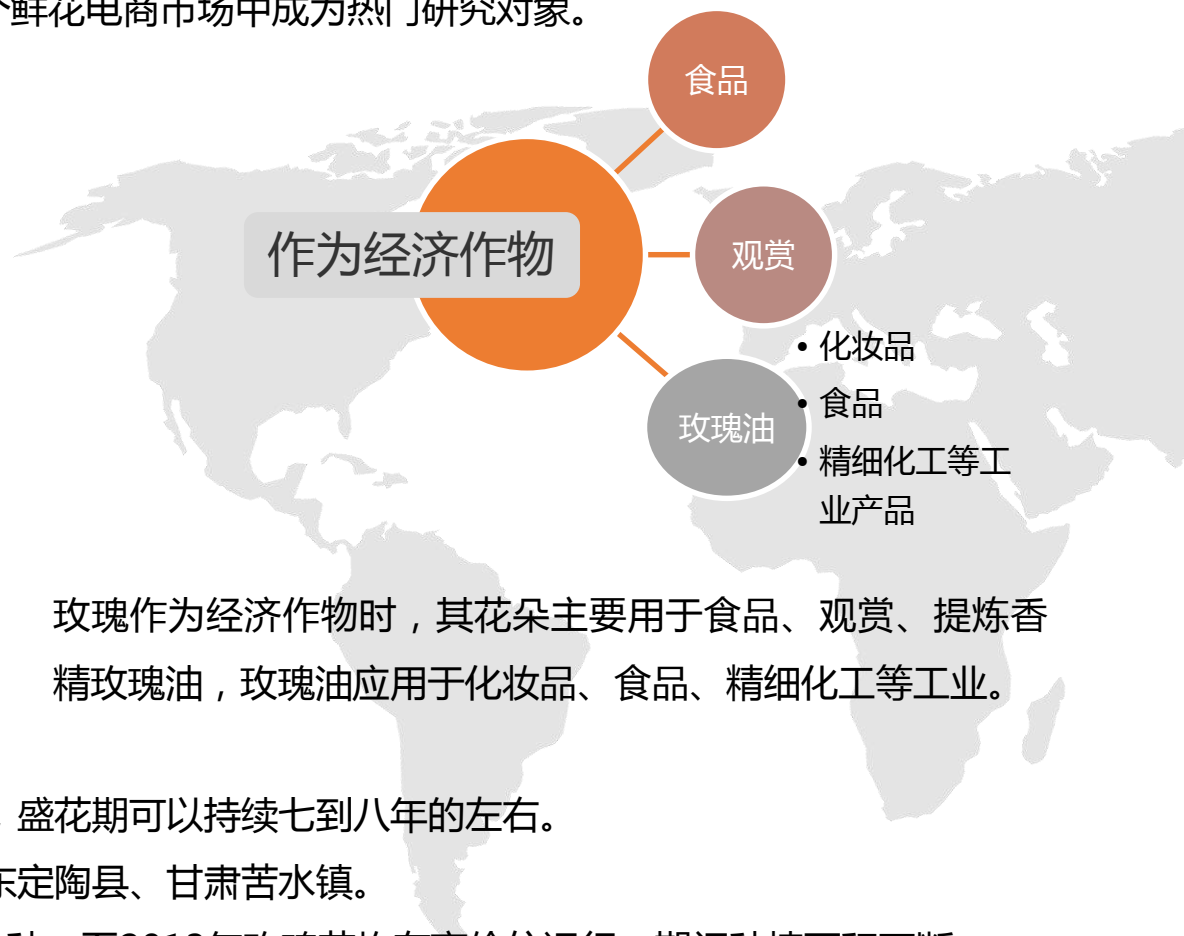 鲜花电商市场中成为热门研究对象。
食品
作为经济作物
观赏
• 化妆品
• 食品
玫瑰油
• 精细化工等工
业产品
玫瑰作为经济作物时，其花朵主要用于食品、观赏、提炼香
精玫瑰油，玫瑰油应用于化妆品、食品、精细化工等工业。
盛花期可以持续七到八年的左右。
定陶县、甘肃苦水镇。